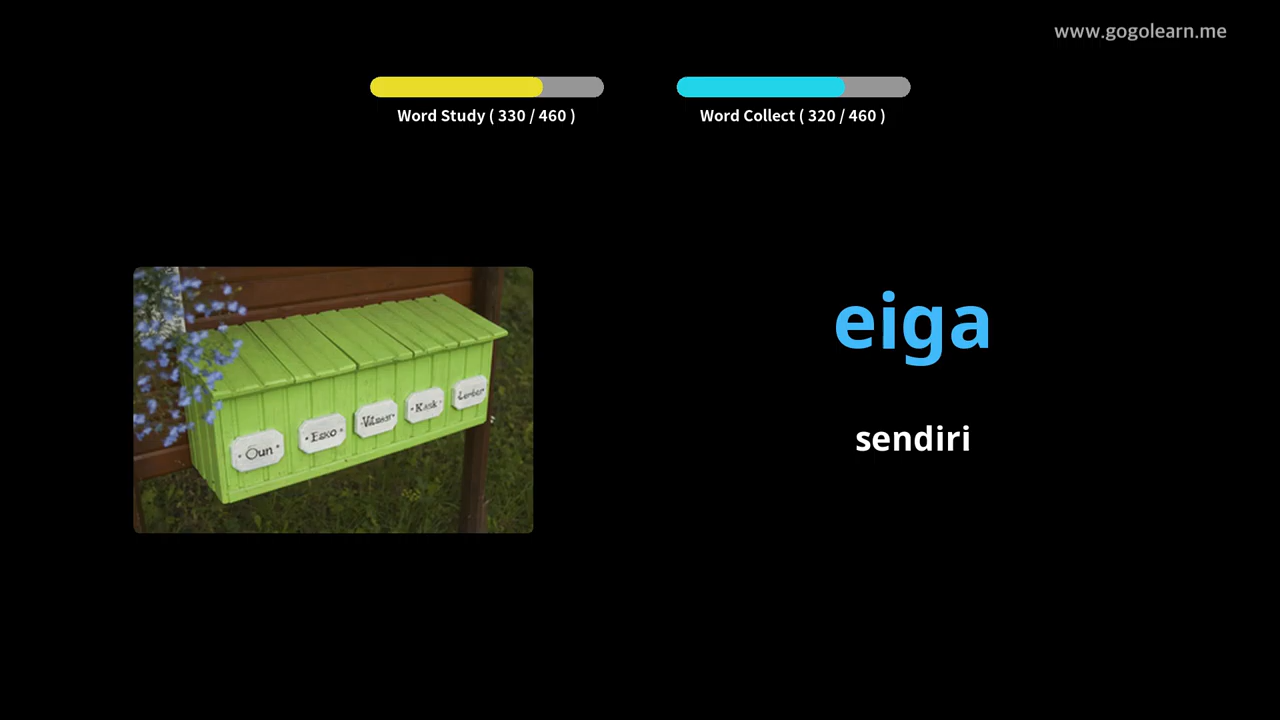 www.gogolearn.me
Word Study ( 330 / 460 )
Word Collect ( 320 / 460 )
eiga
sendiri
Oun
Esko
Kask